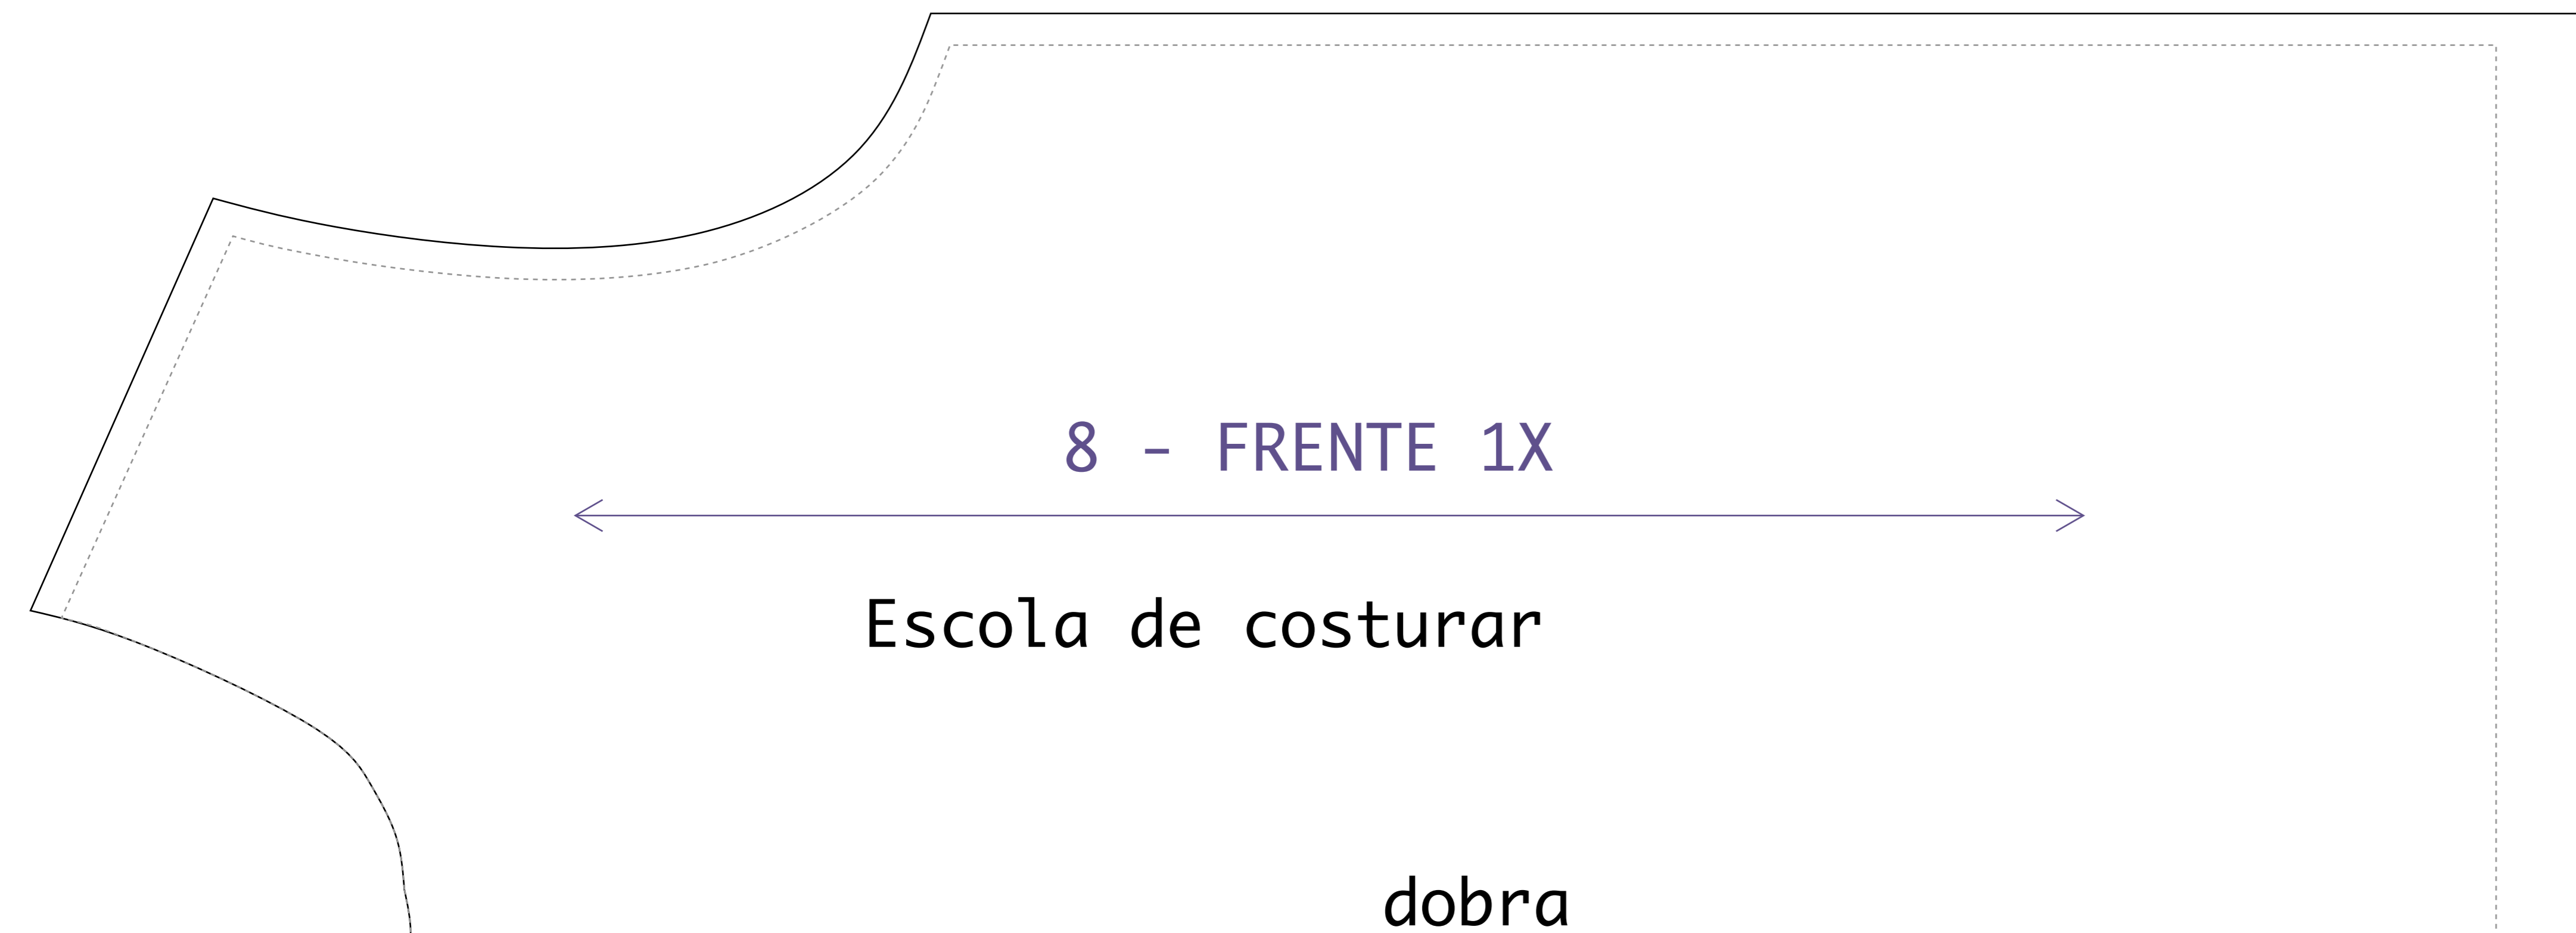 8 - FRENTE 1X
Escola de costurar
dobra